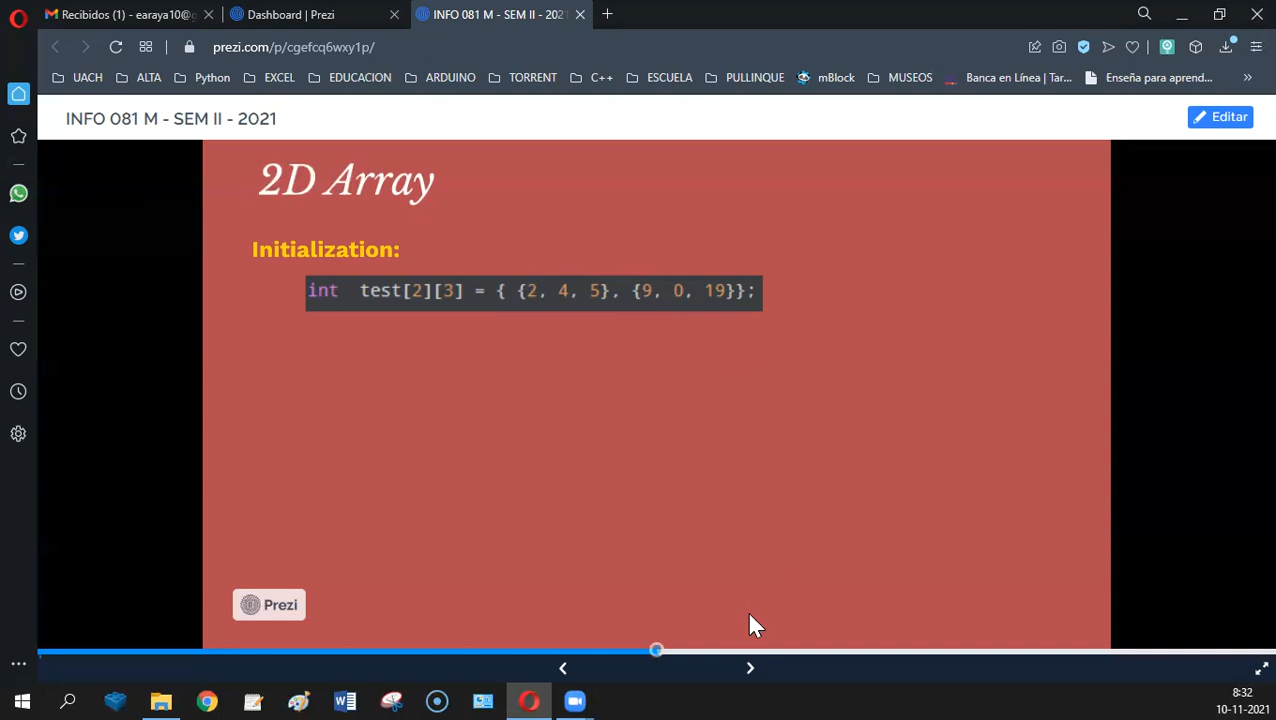 Recibidos (1) - earaya10@g
Dashboard | Prezi
INFO 081 M - SEM II - 2021
prezi.com/p/cgefcq6wxy1p/
UACH
ALTA
Python
EXCEL
EDUCACION
ARDUINO
TORRENT
C++
ESCUELA
PULLINQUE
mBlock
MUSEOS
Banca en Línea | Tar...
Enseña para aprend...
INFO 081 M - SEM II - 2021
Editar
2D Array
Initialization:
int test[2][3] = { {2, 4, 5}, {9, 0, 19}};
Prezi
8:32
10-11-2021